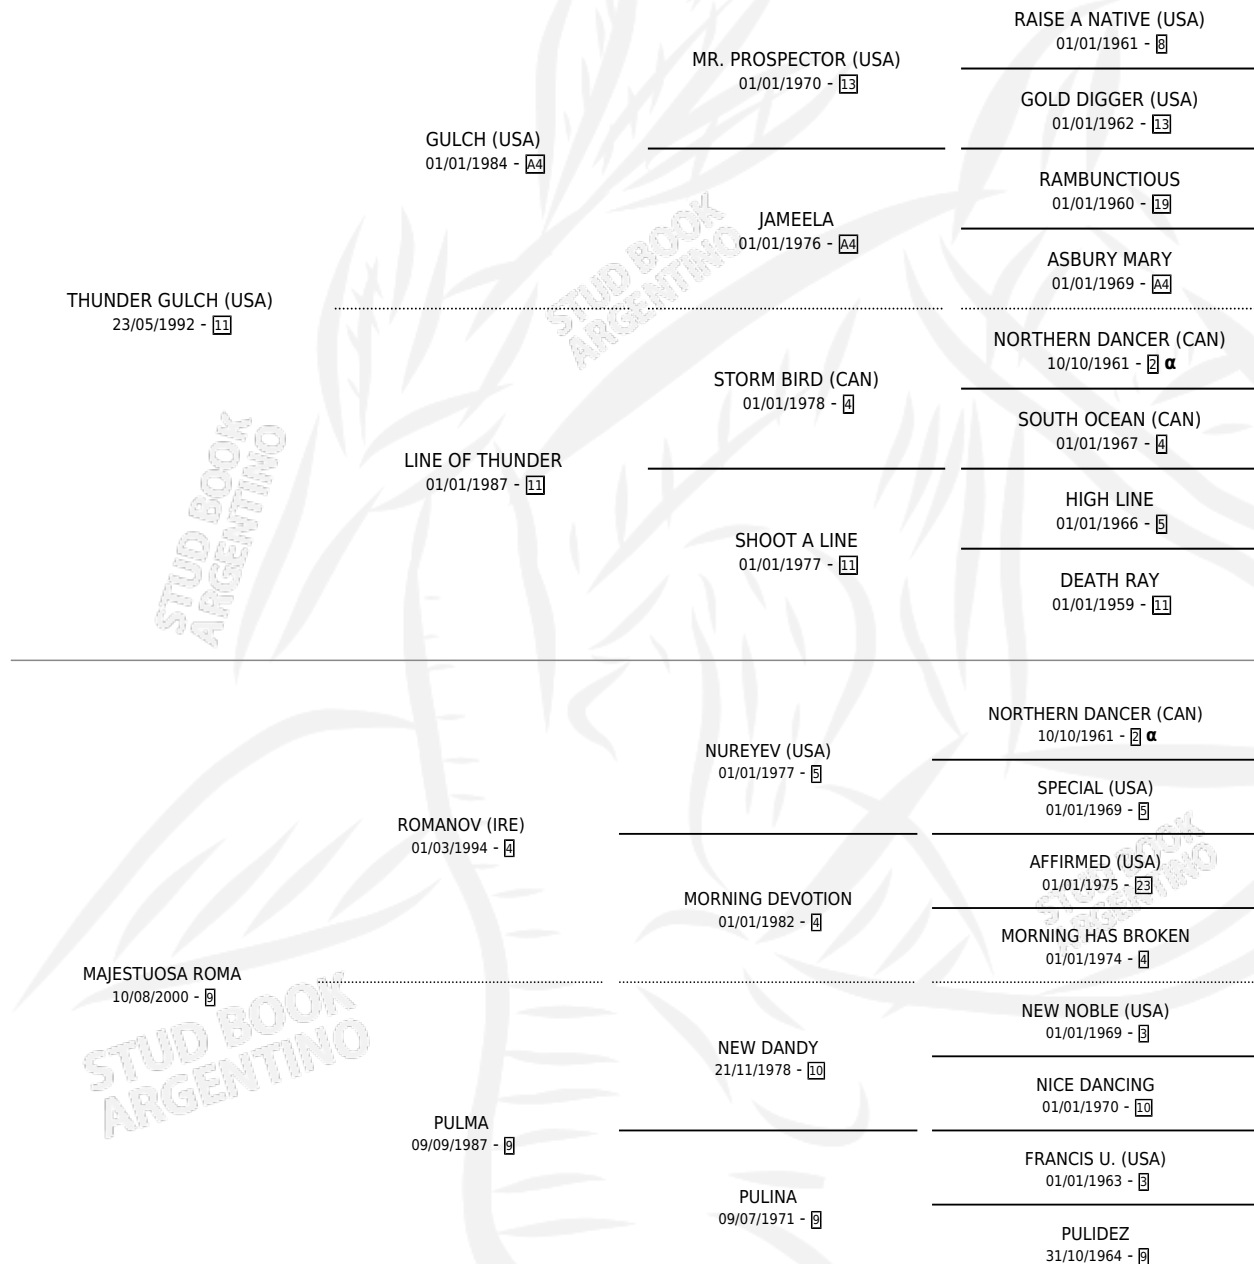 RAISE A NATIVE (USA)
01/01/1961 - 8
MR. PROSPECTOR (USA)
01/01/1970 - 13
GOLD DIGGER (USA)
01/01/1962 - 13
GULCH (USA)
01/01/1984 - A4
RAMBUNCTIOUS
01/01/1960 - 19
JAMEELA
01/01/1976 - A4
ASBURY MARY
01/01/1969 - A4
THUNDER GULCH (USA)
23/05/1992 - 11
NORTHERN DANCER (CAN)
10/10/1961 - 2 α
STORM BIRD (CAN)
01/01/1978 - 4
SOUTH OCEAN (CAN)
01/01/1967 - 4
LINE OF THUNDER
01/01/1987 - 11
HIGH LINE
01/01/1966 - 5
SHOOT A LINE
01/01/1977 - 11
DEATH RAY
01/01/1959 - 11
STUD BOOK
ARGENTINO
STUD BOOK
ARGENTINO
NORTHERN DANCER (CAN)
10/10/1961 - 2 α
NUREYEV (USA)
01/01/1977 - 5
SPECIAL (USA)
01/01/1969 - 5
ROMANOV (IRE)
01/03/1994 - 4
AFFIRMED (USA)
01/01/1975 - 23
MORNING DEVOTION
01/01/1982 - 4
MORNING HAS BROKEN
01/01/1974 - 4
STUD BOOK
ARGENTINO
MAJESTUOSA ROMA
10/08/2000 - 9
NEW NOBLE (USA)
01/01/1969 - 3
NEW DANDY
21/11/1978 - 10
NICE DANCING
01/01/1970 - 10
PULMA
09/09/1987 - 9
FRANCIS U. (USA)
01/01/1963 - 3
PULINA
09/07/1971 - 9
PULIDEZ
31/10/1964 - 9
STUD BOOK
ARGENTINO